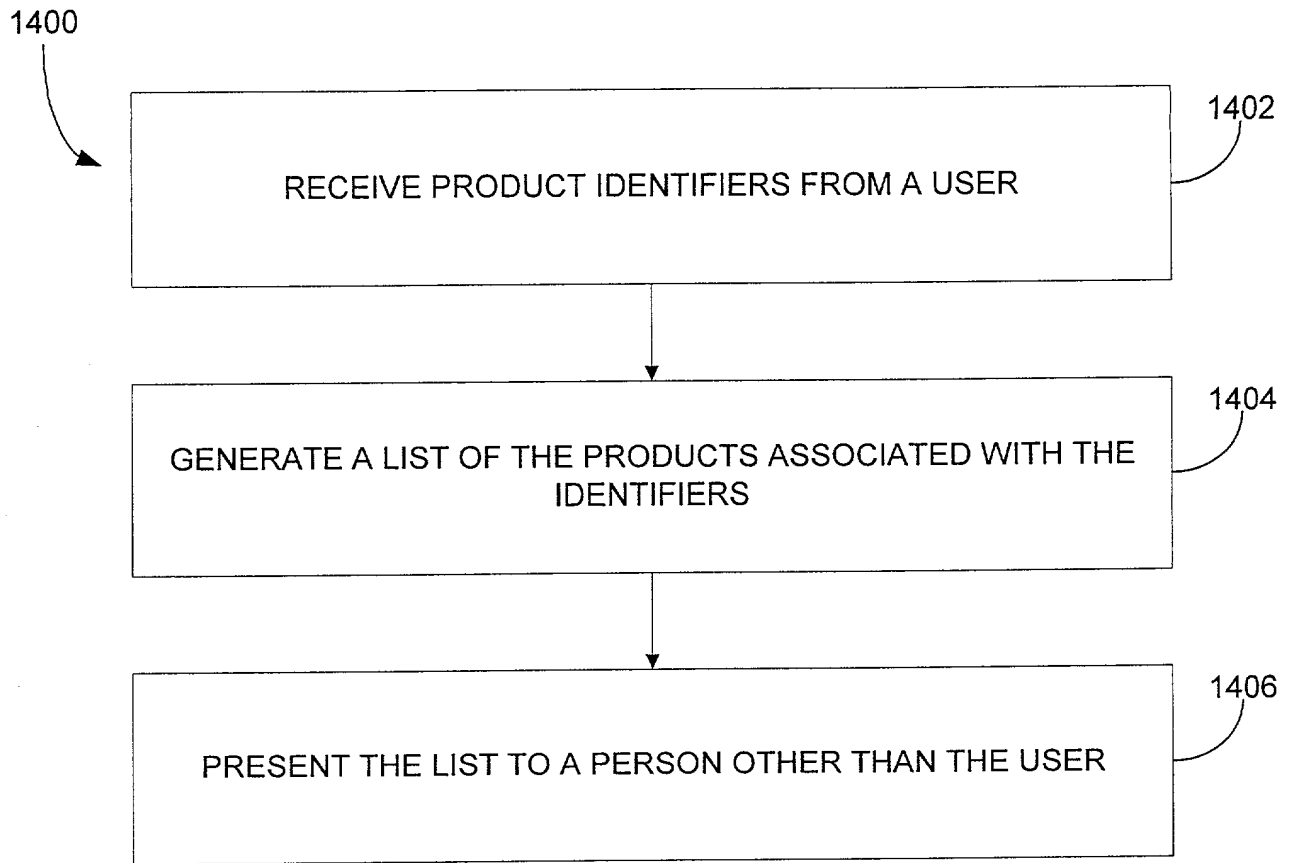 1400
1402
RECEIVE PRODUCT IDENTIFIERS FROM A USER
1404
GENERATE A LIST OF THE PRODUCTS ASSOCIATED WITH THE
IDENTIFIERS
1406
PRESENT THE LIST TO A PERSON OTHER THAN THE USER